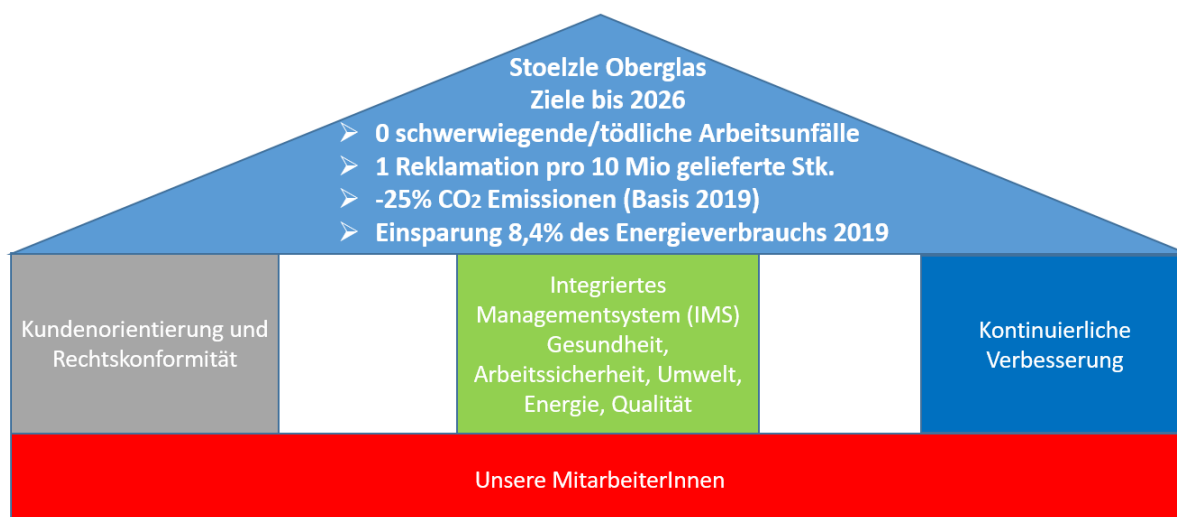 Stoelzle Oberglas
Ziele bis 2026
➢ 0 schwerwiegende/tödliche Arbeitsunfälle
➢ 1 Reklamation pro 10 Mio gelieferte Stk.
➢ -25% CO2 Emissionen (Basis 2019)
➢ Einsparung 8,4% des Energieverbrauchs 2019
Kundenorientierung und
Rechtskonformität
Integriertes
Managementsystem (IMS)
Gesundheit,
Arbeitssicherheit, Umwelt,
Energie, Qualität
Kontinuierliche
Verbesserung
Unsere MitarbeiterInnen